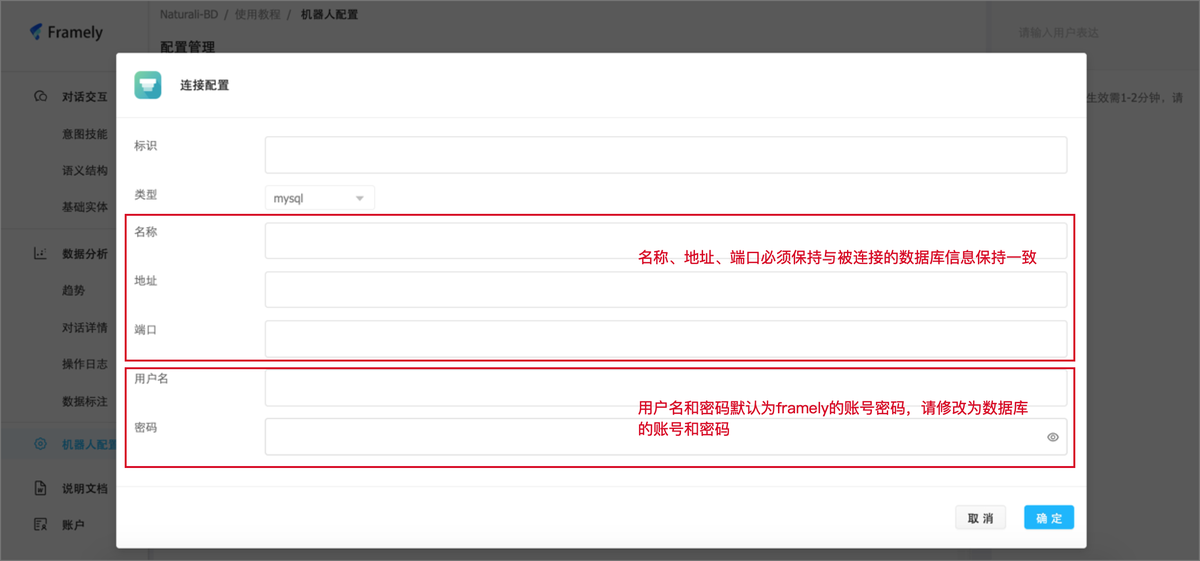 Framely
Naturali-BD / 使用教程 / 机器人配置
配置管理
请输入用户表达
生效需1-2分钟，请
对话交互
意图技能
语义结构
基础实体
数据分析
趋势
对话详情
操作日志
数据标注
机器人配置
说明文档
账户
连接配置
标识
类型
mysql
名称
名称、地址、端口必须保持与被连接的数据库信息保持一致
地址
端口
用户名
用户名和密码默认为framely的账号密码，请修改为数据库
的账号和密码
密码
取 消
确 定